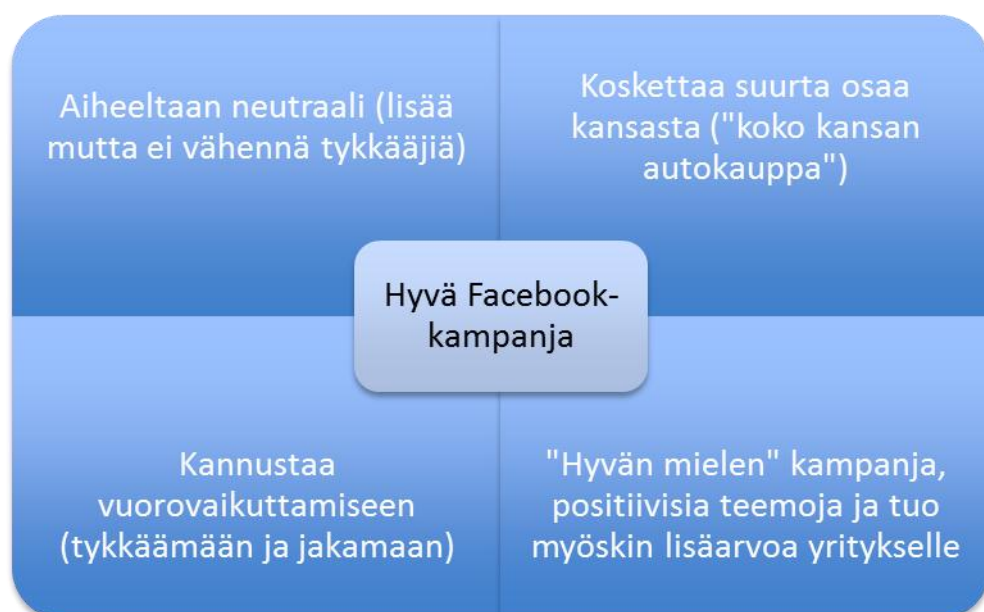 Aiheeltaan neutraali (lisää
mutta ei vähennä tykkääjiä)
Koskettaa suurta osaa
kansasta ("koko kansan
autokauppa")
Hyvä Facebook-
kampanja
Kannustaa
vuorovaikuttamiseen
(tykkäämään ja jakamaan)
"Hyvän mielen" kampanja,
positiivisia teemoja ja tuo
myöskin lisäarvoa yritykselle